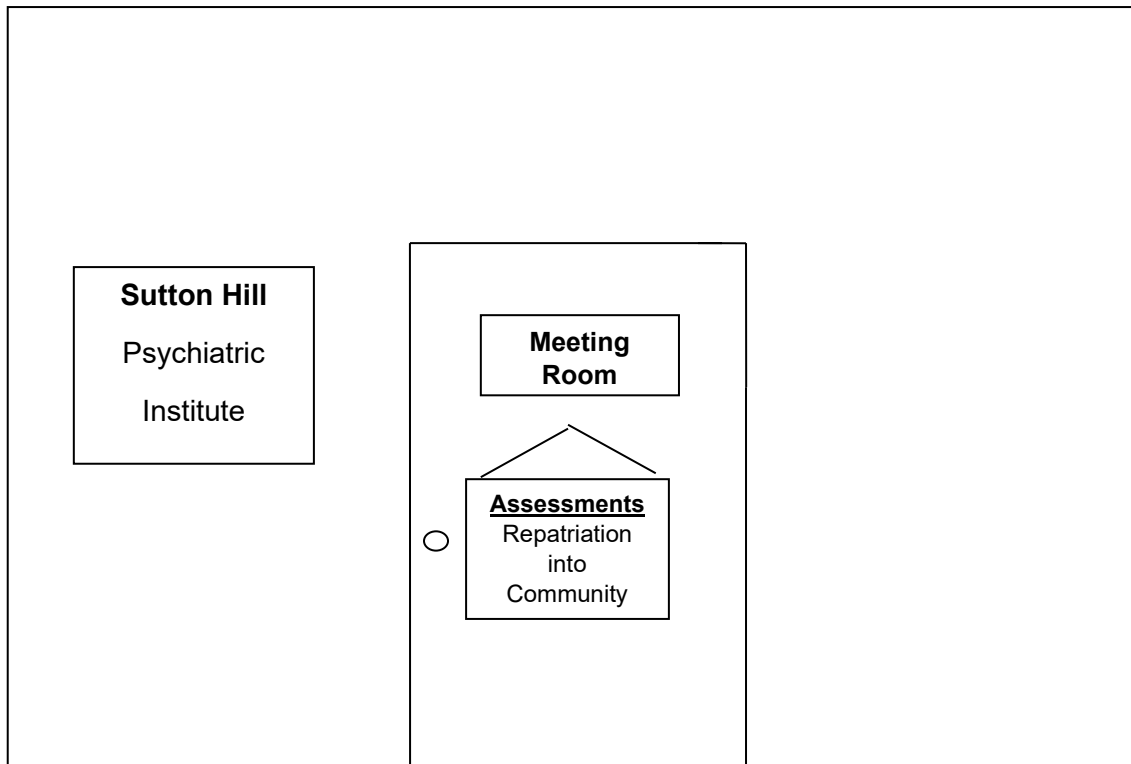 Sutton Hill
Psychiatric
Institute
Meeting
Room
Assessments
Repatriation
into
Community